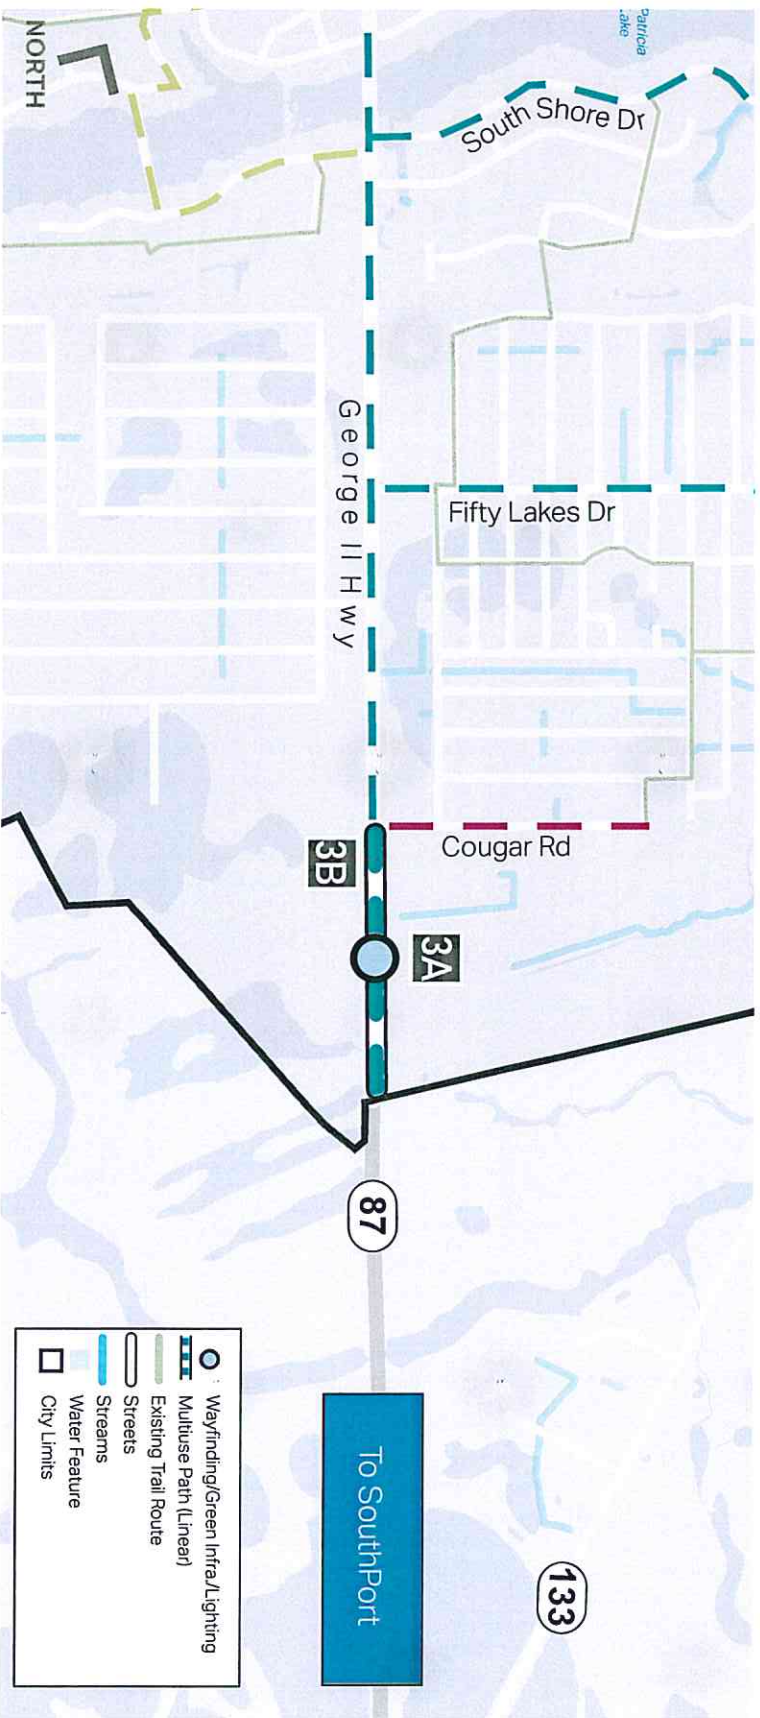 NORTH
Patricia
Lake
South Shore Dr
George II Hwy
Fifty Lakes Dr
Cougar Rd
3B
3A
87
To SouthPort
133
Wayfinding/Green Infra./Lighting
Multiuse Path (Linear)
Existing Trail Route
Streets
Streams
Water Feature
City Limits